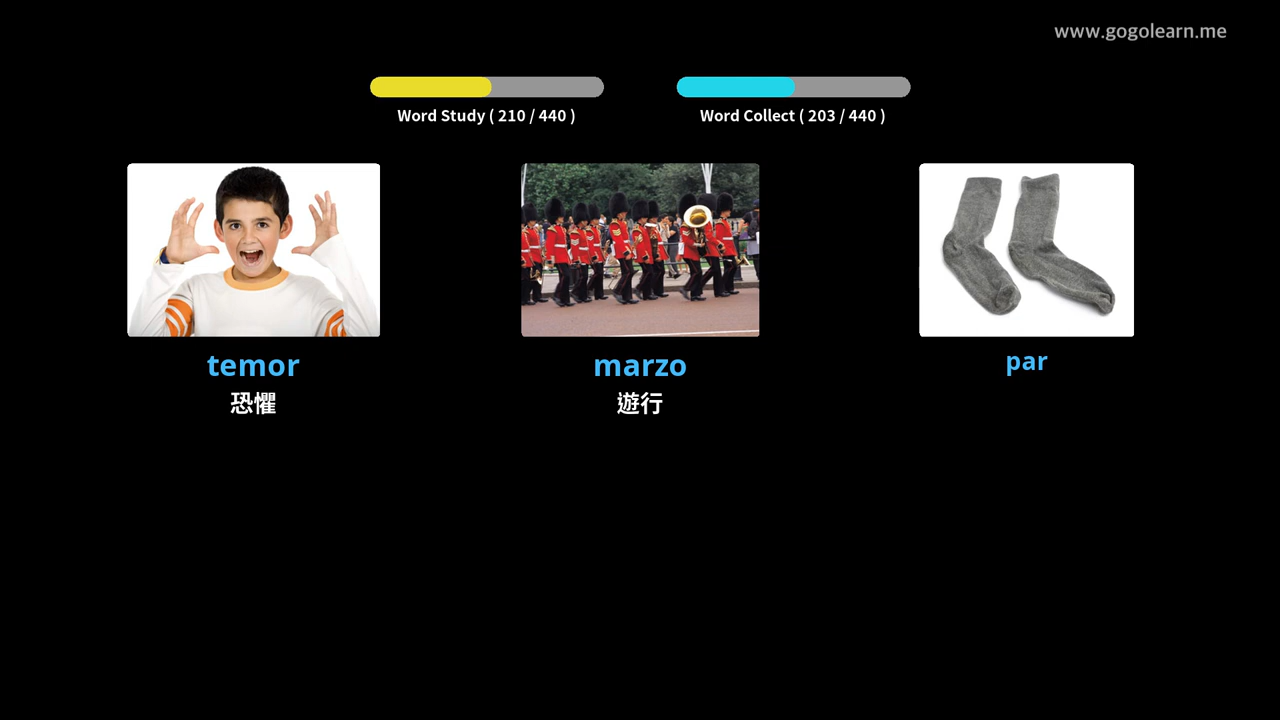 www.gogolearn.me
Word Study ( 210 / 440 )
Word Collect ( 203 / 440 )
temor
marzo
par
恐懼
遊行